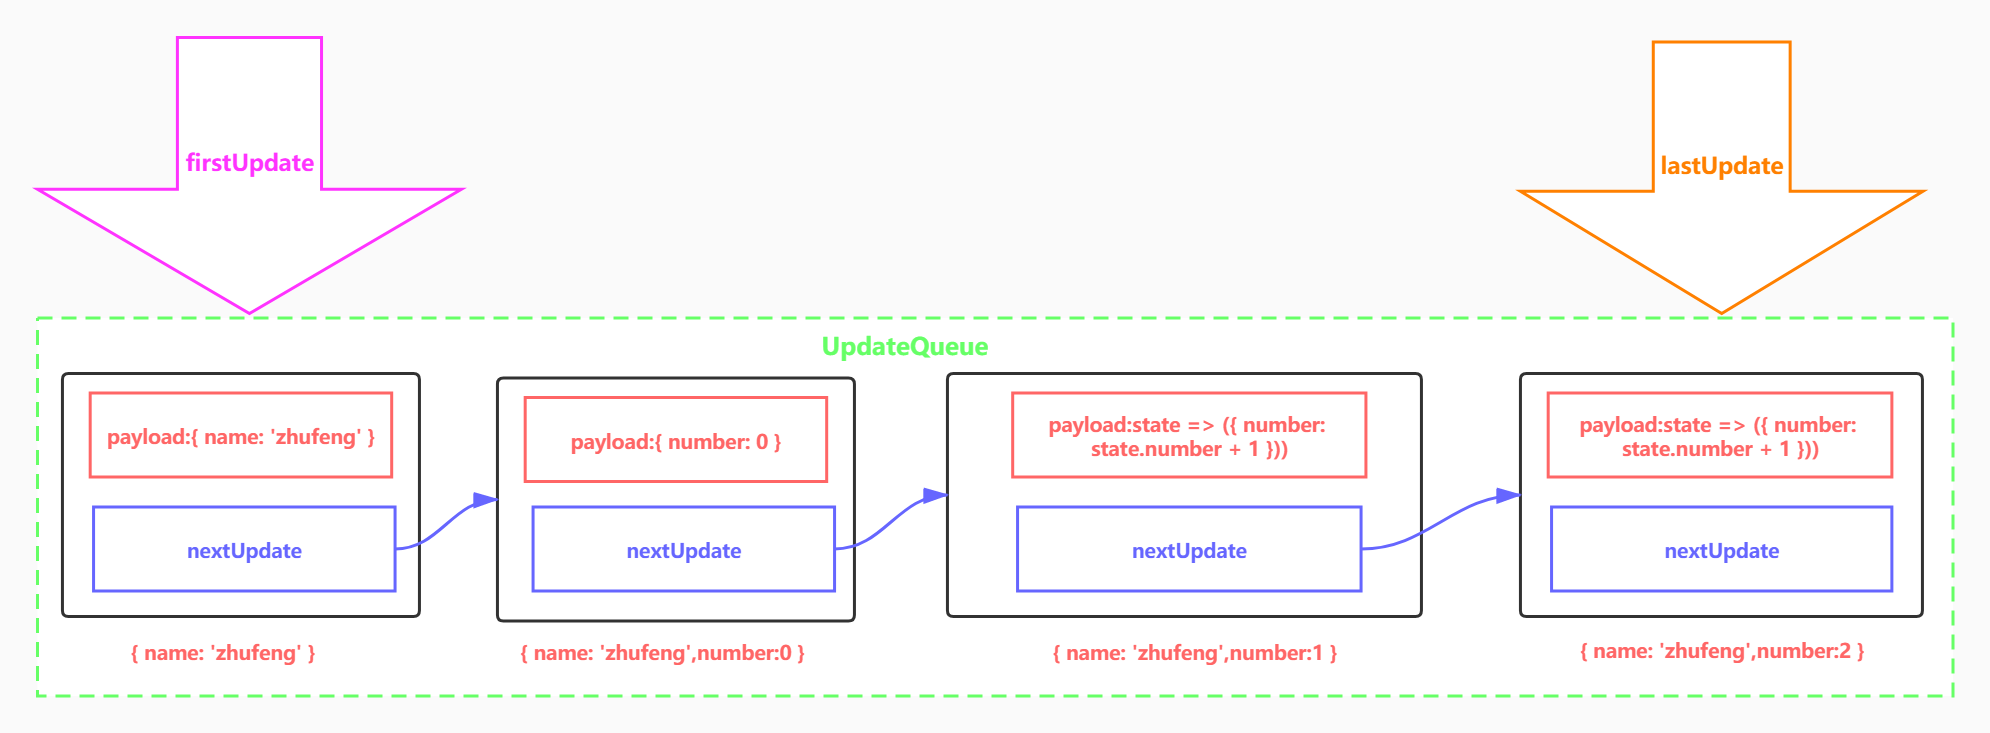 firstUpdate
lastUpdate
UpdateQueue
payload:{ name: 'zhufeng' }
payload:{ number: 0 }
payload:state => ({ number:
state.number + 1 }))
payload:state => ({ number:
state.number + 1 }))
nextUpdate
nextUpdate
nextUpdate
nextUpdate
{ name: 'zhufeng' }
{ name: 'zhufeng',number:0 }
{ name: 'zhufeng',number:1 }
{ name: 'zhufeng',number:2 }